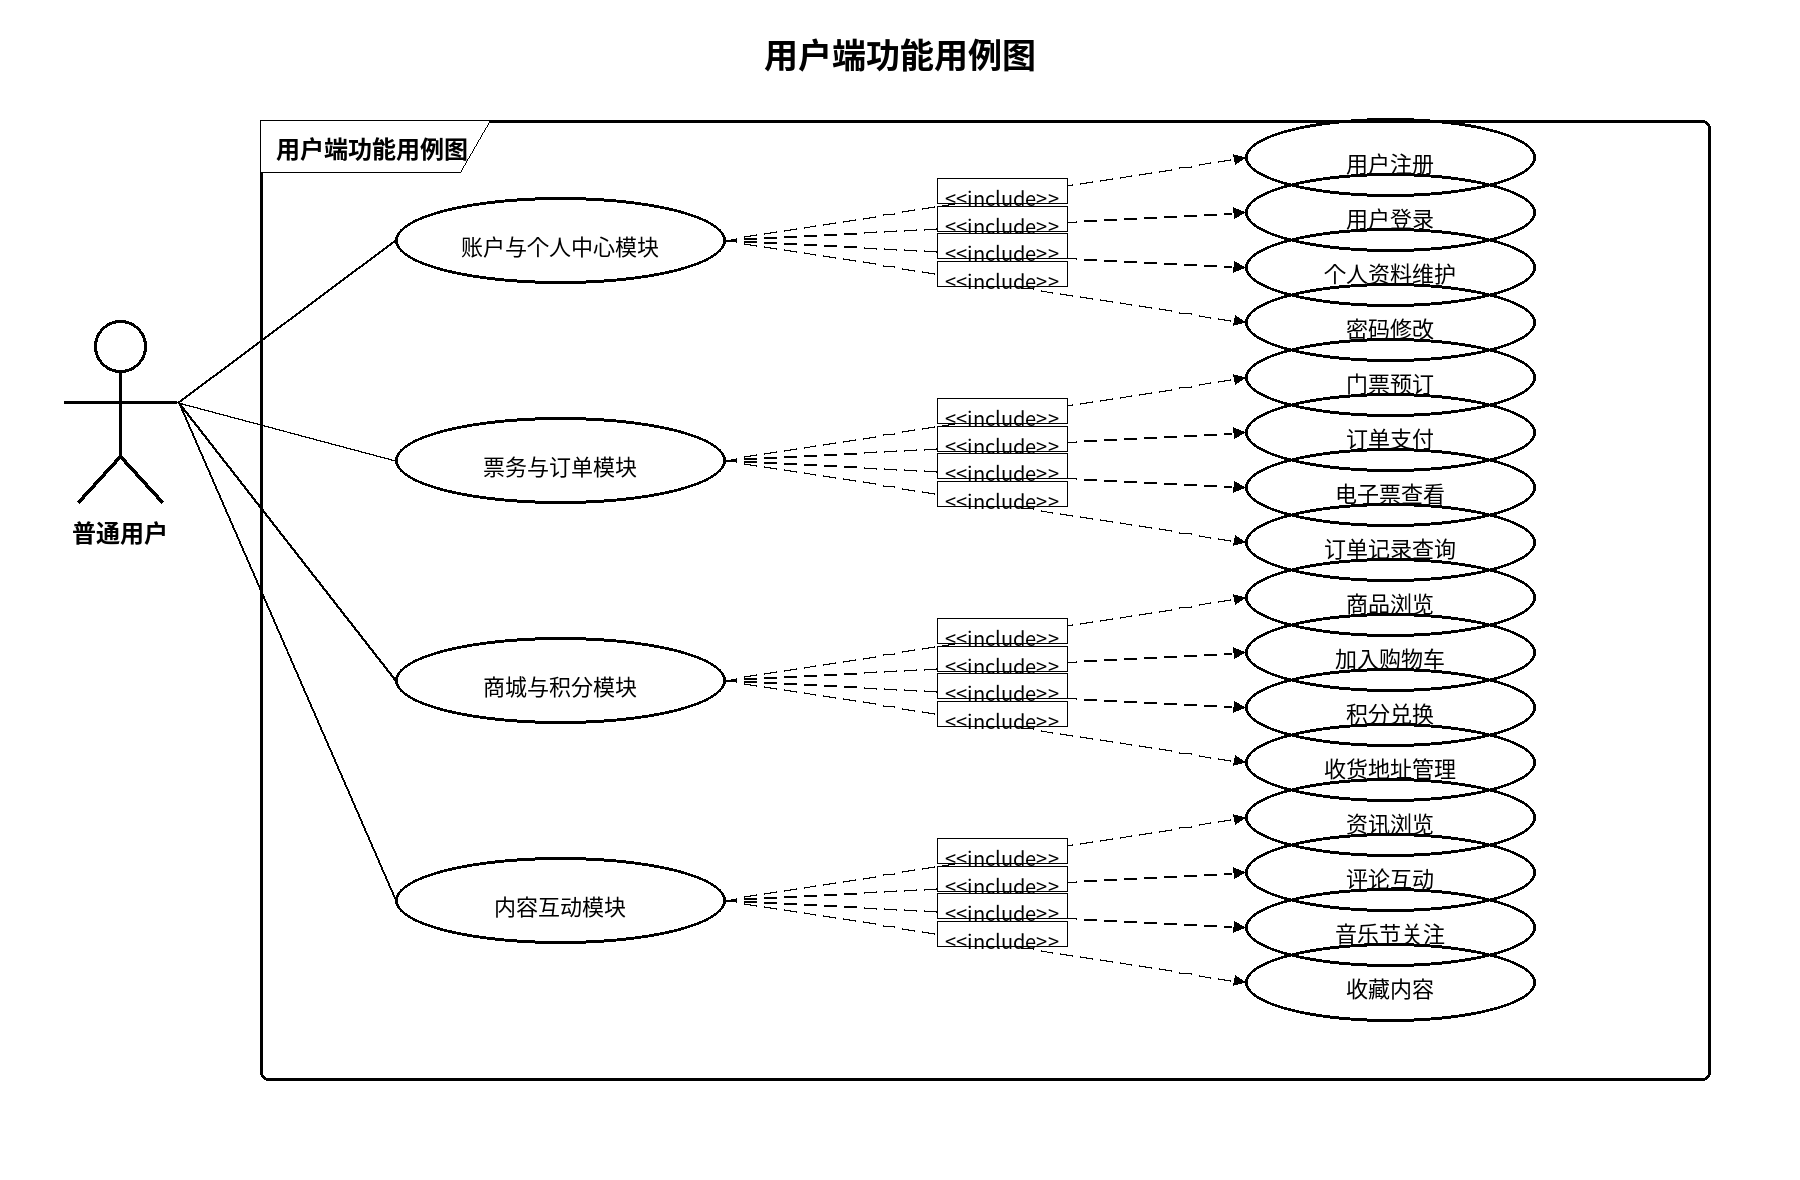 用户端功能用例图
用户端功能用例图
用户注册
<<include>>
用户登录
<<include>>
账户与个人中心模块
<<include>>
个人资料维护
<<include>>
密码修改
门票预订
<<include>>
订单支付
<<include>>
票务与订单模块
<<include>>
电子票查看
<<include>>
普通用户
订单记录查询
商品浏览
<<include>>
加入购物车
<<include>>
商城与积分模块
<<include>>
积分兑换
<<include>>
收货地址管理
资讯浏览
<<include>>
评论互动
<<include>>
内容互动模块
<<include>>
音乐节关注
<<include>>
收藏内容